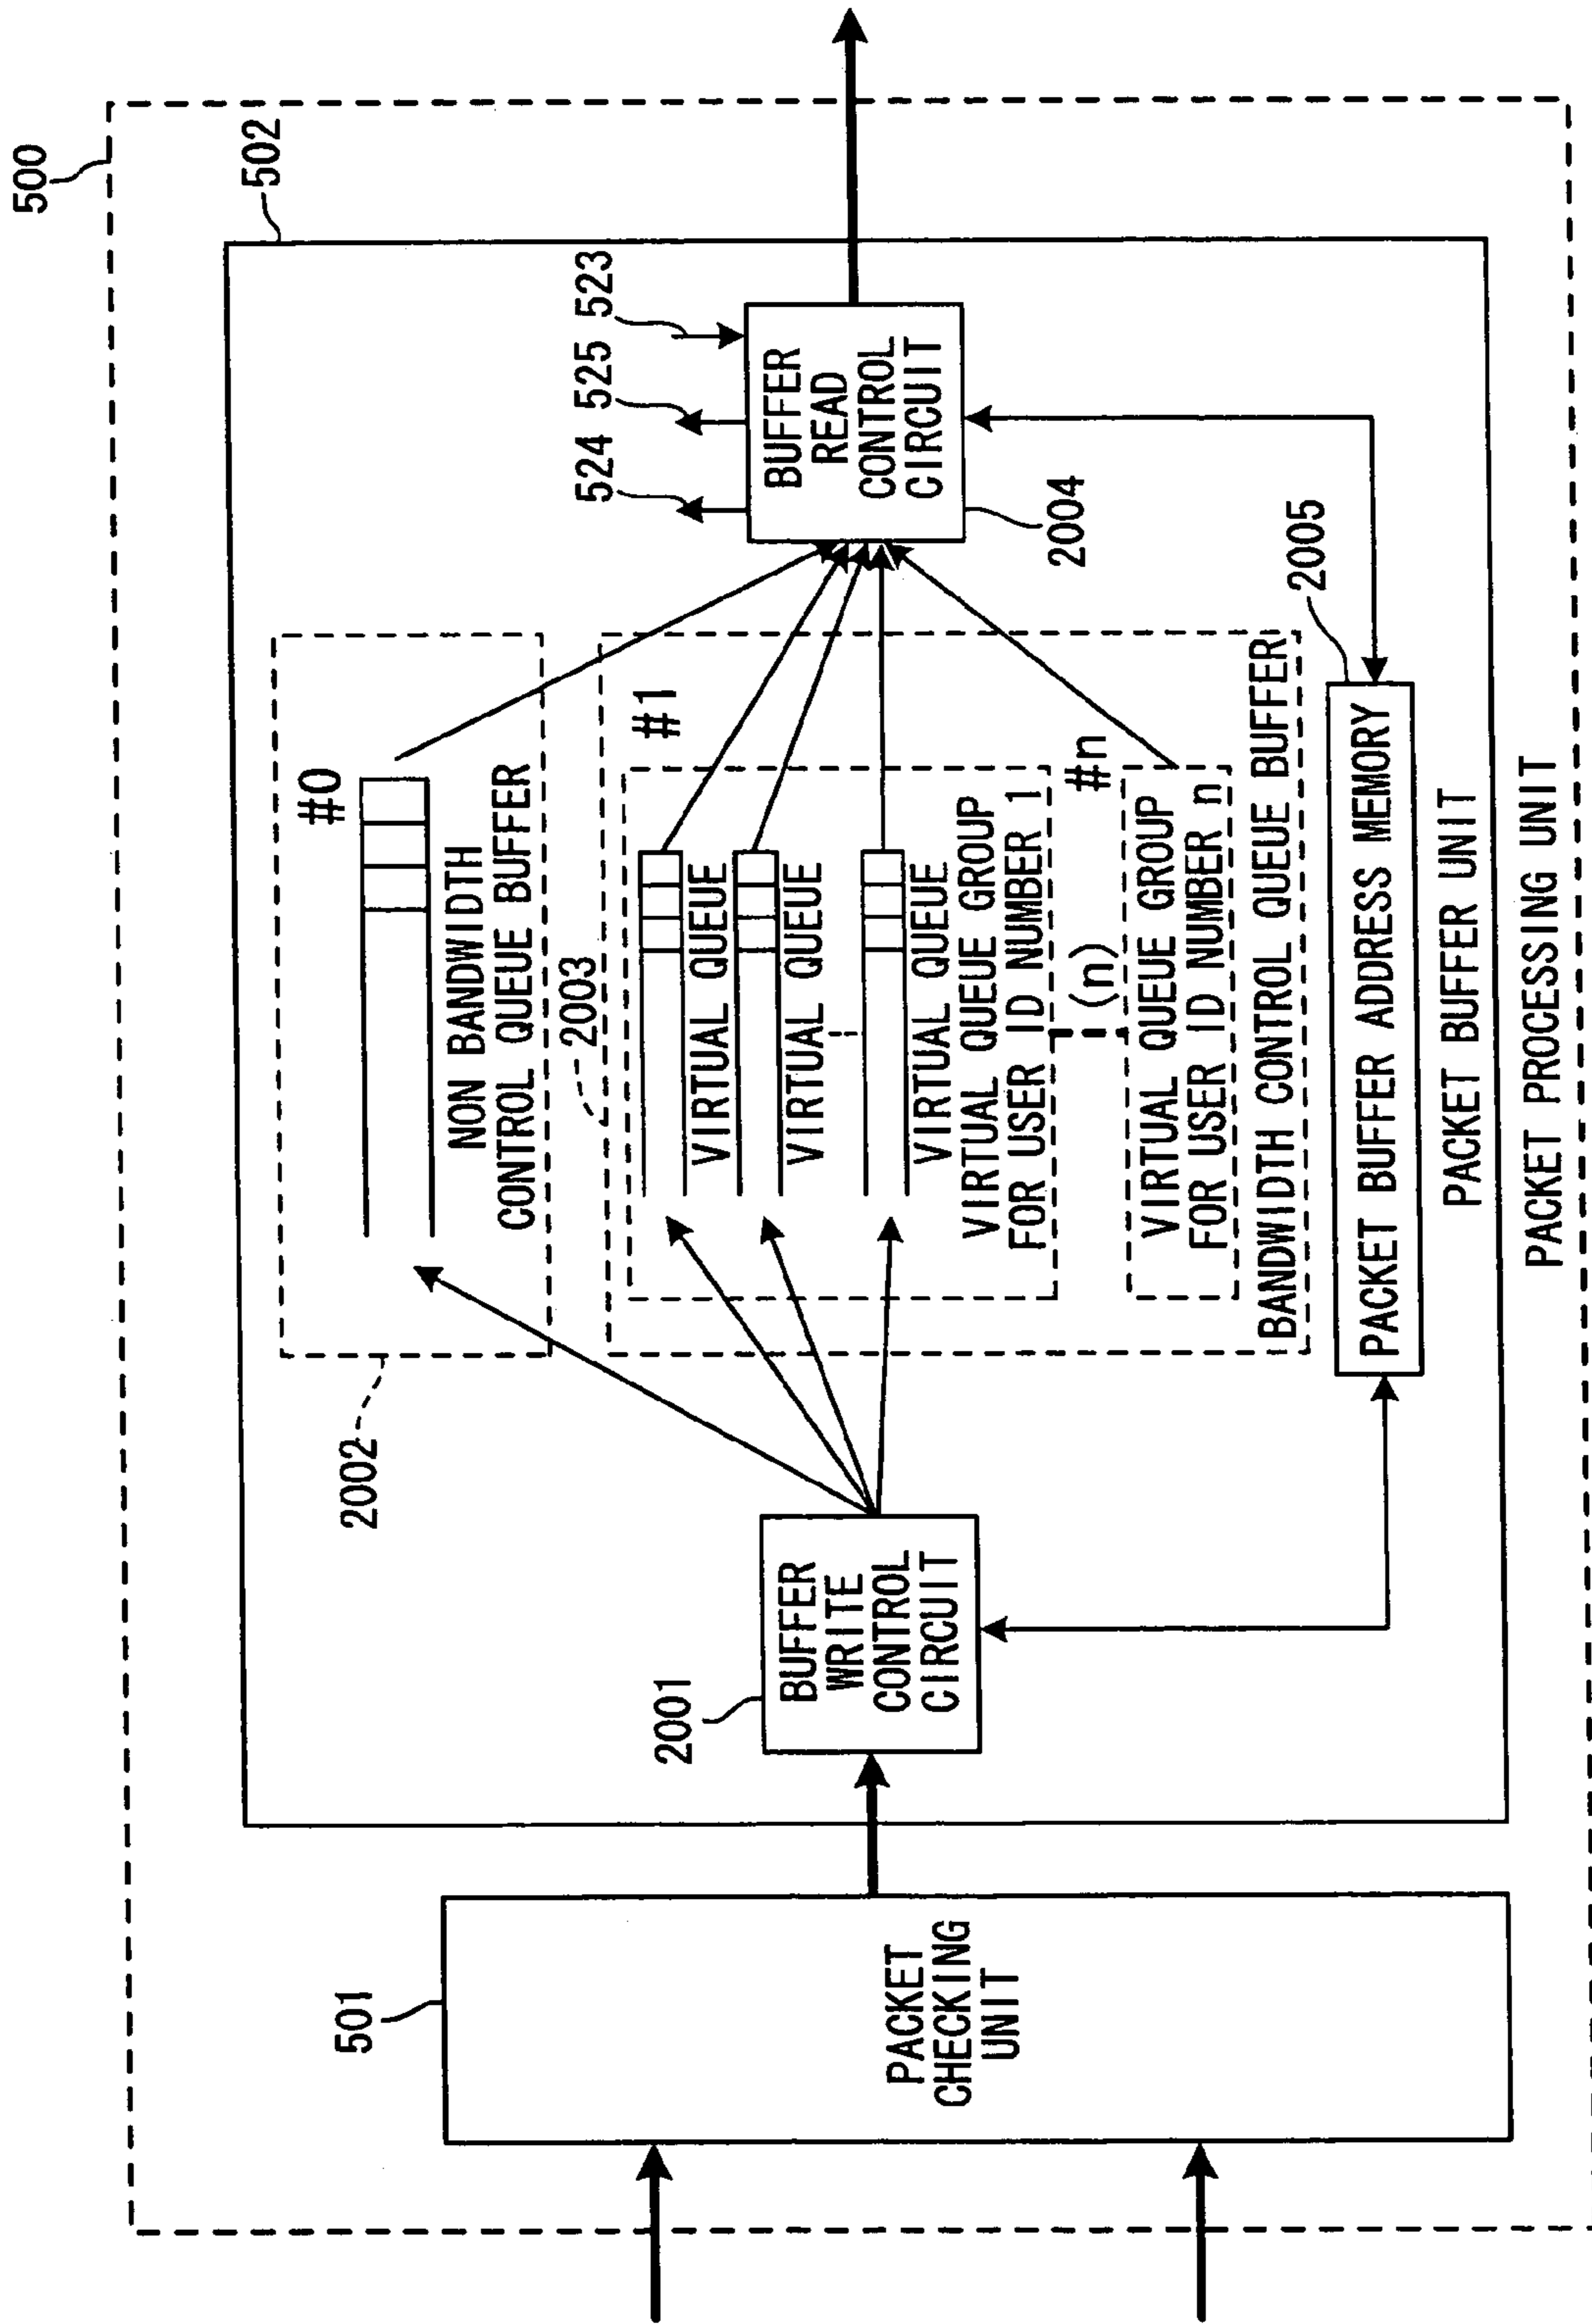 500
502
501
PACKET
CHECKING
UNIT
2001
BUFFER
WRITE
CONTROL
CIRCUIT
2002
#0
NON BANDWIDTH
CONTROL QUEUE BUFFER
2003
#1
VIRTUAL QUEUE
VIRTUAL QUEUE
VIRTUAL QUEUE
VIRTUAL QUEUE GROUP
FOR USER ID NUMBER 1
(n)
#n
VIRTUAL QUEUE GROUP
FOR USER ID NUMBER n
BANDWIDTH CONTROL QUEUE BUFFER
524
525
523
BUFFER
READ
CONTROL
CIRCUIT
2004
2005
PACKET BUFFER ADDRESS MEMORY
PACKET BUFFER UNIT
PACKET PROCESSING UNIT